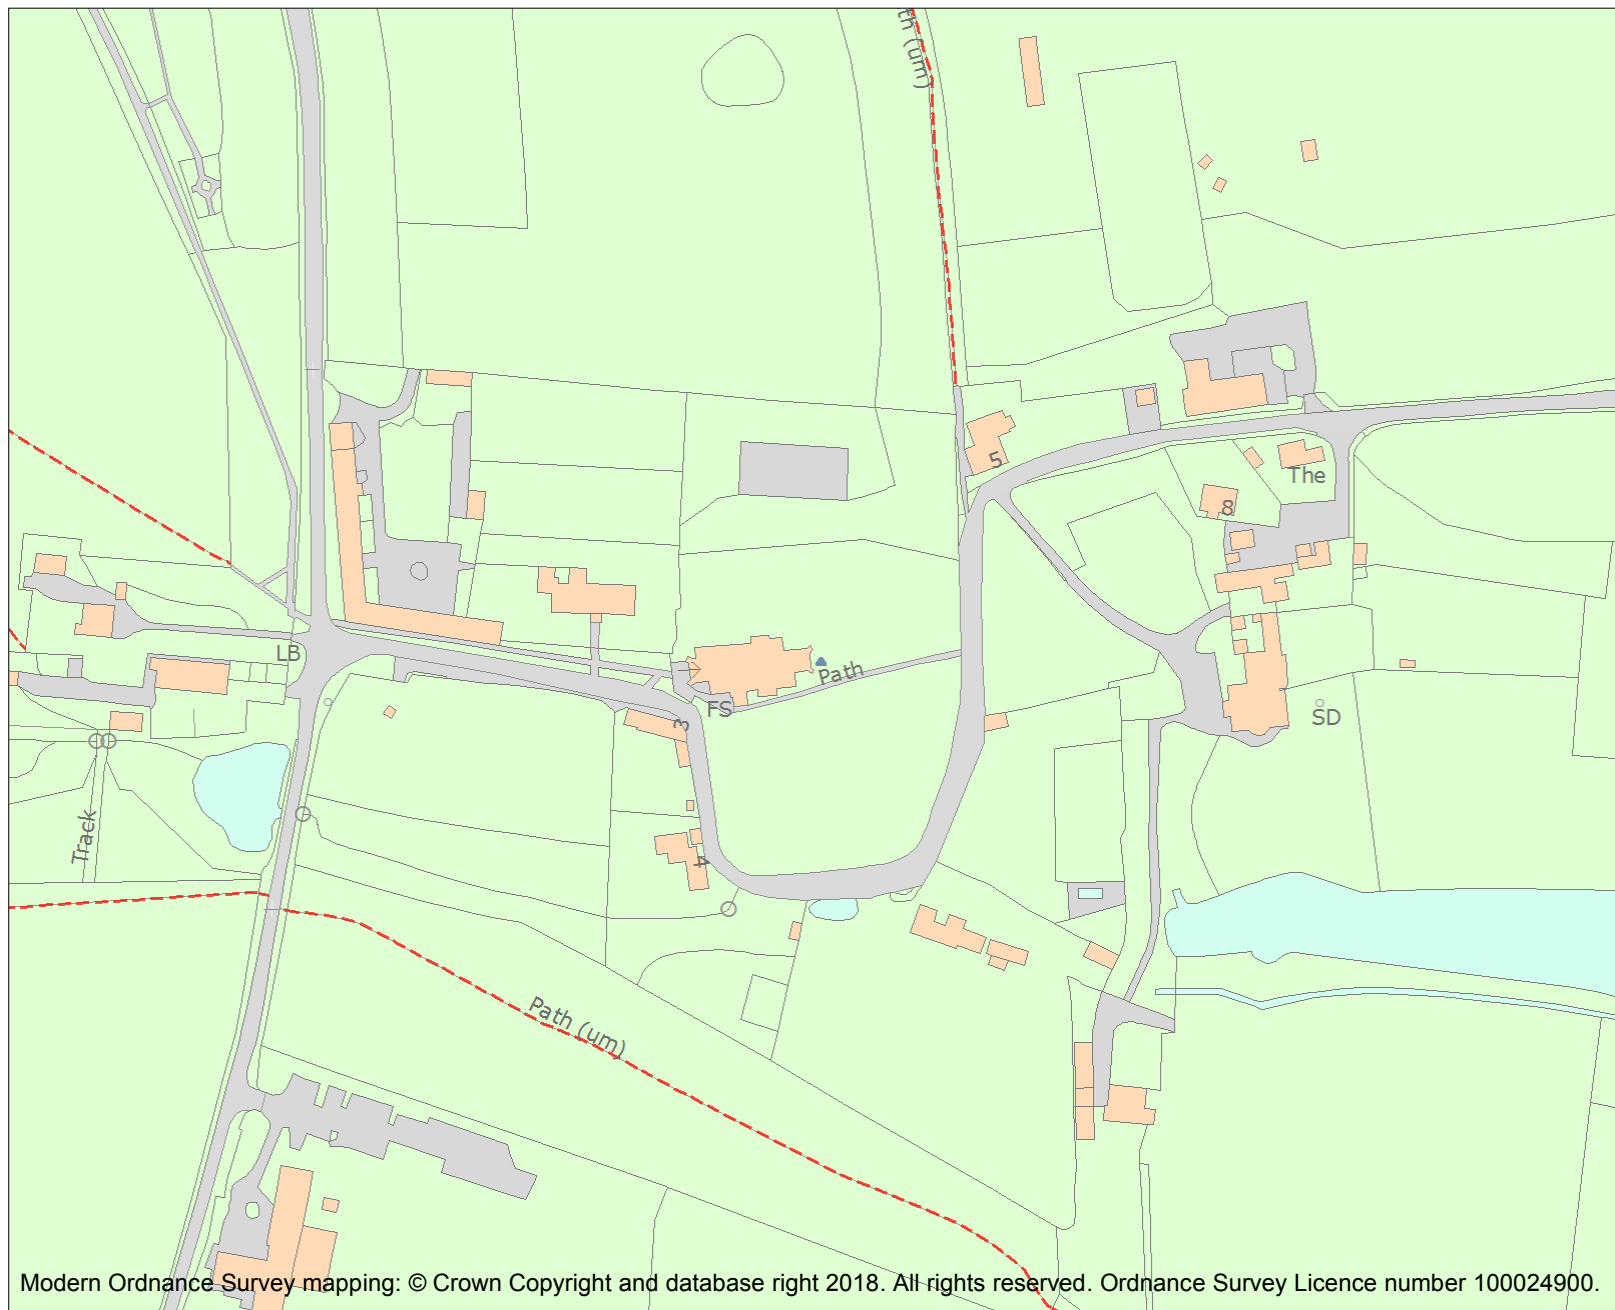 th (um)
5
The
8
LB
Path
FS
3
SD
Track
4
Path (um)
Modern Ordnance Survey mapping: © Crown Copyright and database right 2018. All rights reserved. Ordnance Survey Licence number 100024900.